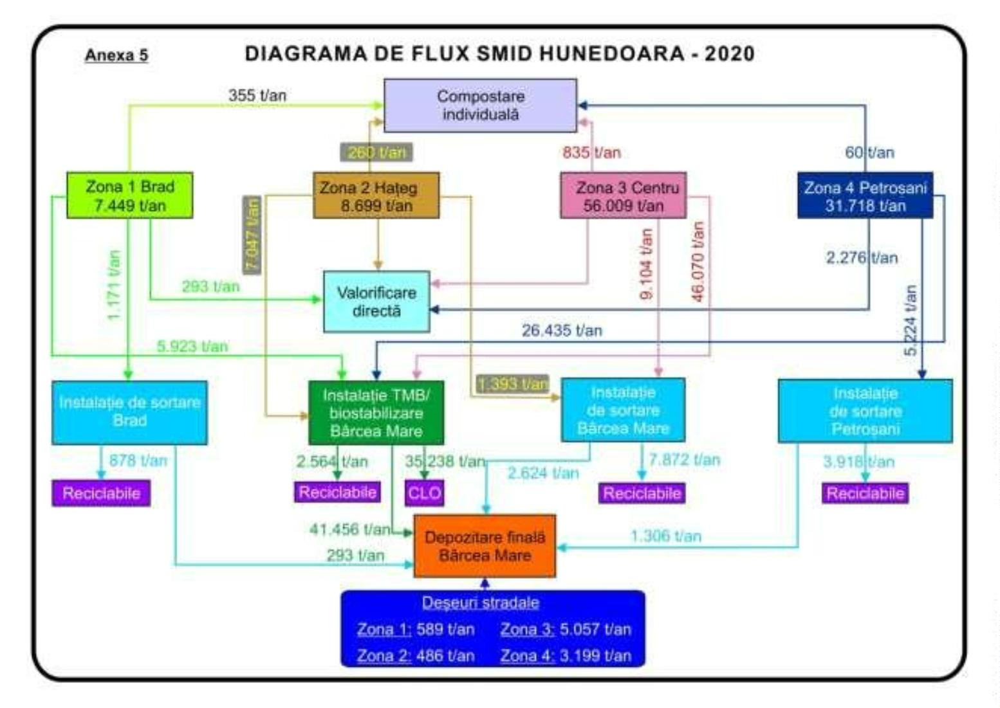 Anexa 5
DIAGRAMA DE FLUX SMID HUNEDOARA - 2020
355 t/an
Compostare
individuală
260 t/an
835 t/an
60 t/an
Zona 1 Brad
7.449 t/an
Zona 2 Hațeg
8.699 t/an
Zona 3 Centru
56.009 t/an
Zona 4 Petroșani
31.718 t/an
7.047 t/an
1.171 t/an
293 t/an
Valorificare
directă
9.104 t/an
46.070 t/an
2.276 t/an
5.224 t/an
26.435 t/an
5.923 t/an
1.393 t/an
Instalație de sortare
Brad
Instalație TMB/
biostabilizare
Bârcea Mare
Instalație
de sortare
Bârcea Mare
Instalație
de sortare
Petroșani
878 t/an
2.564 t/an
35.238 t/an
2.624 t/an
7.872 t/an
3.918 t/an
Reciclabile
Reciclabile
CLO
Reciclabile
Reciclabile
41.456 t/an
293 t/an
Depozitare finală
Bârcea Mare
1.306 t/an
Deșeuri stradale
Zona 1: 589 t/an
Zona 3: 5.057 t/an
Zona 2: 486 t/an
Zona 4: 3.199 t/an